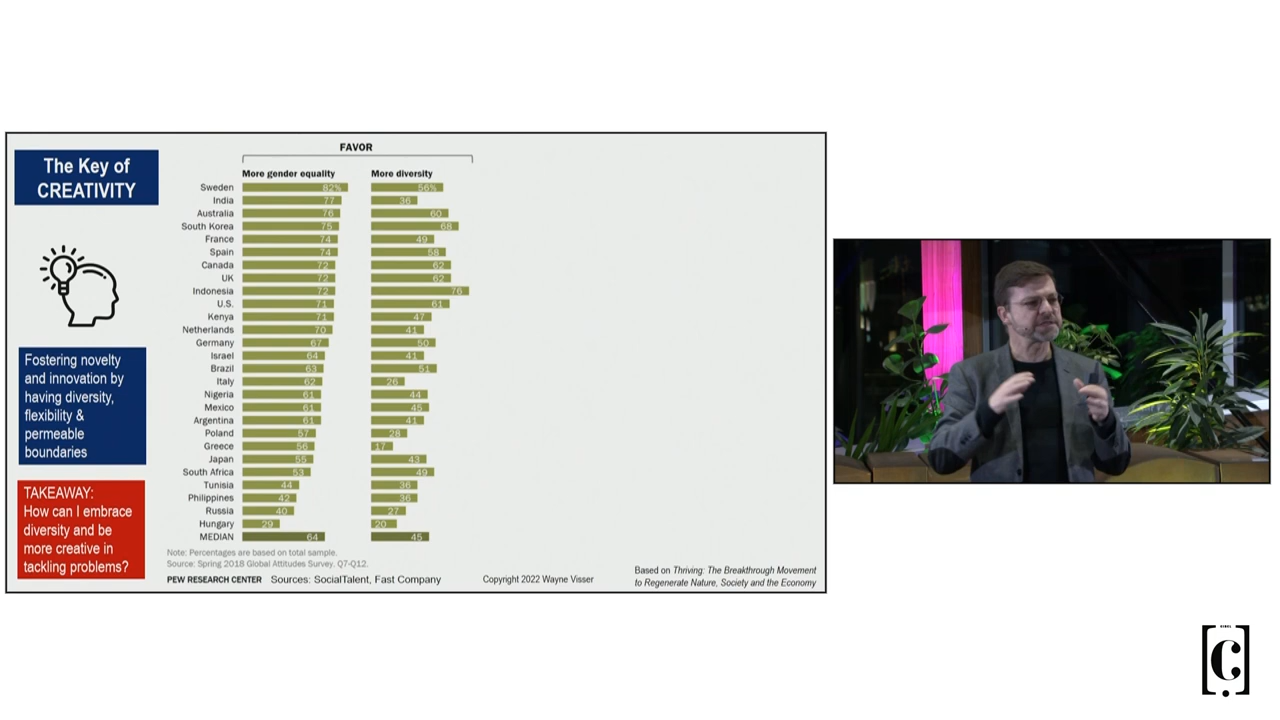 The Key of
CREATIVITY
Fostering novelty
and innovation by
having diversity,
flexibility &
permeable
boundaries
TAKEAWAY:
How can I embrace
diversity and be
more creative in
tackling problems?
FAVOR
More gender equality More diversity
Sweden 82% 56%
India 77 36
Australia 76 60
South Korea 75 68
France 74 49
Spain 74 58
Canada 72 62
UK 72 62
Indonesia 72 76
U.S. 71 61
Kenya 71 47
Netherlands 70 41
Germany 67 50
Israel 64 41
Brazil 63 51
Italy 62 26
Nigeria 61 44
Mexico 61 45
Argentina 61 41
Poland 57 28
Greece 56 17
Japan 55 43
South Africa 53 49
Tunisia 44 36
Philippines 42 36
Russia 40 27
Hungary 29 20
MEDIAN 64 45
Note: Percentages are based on total sample.
Source: Spring 2018 Global Attitudes Survey. Q7-Q12.
PEW RESEARCH CENTER Sources: SocialTalent, Fast Company
Copyright 2022 Wayne Visser
Based on Thriving: The Breakthrough Movement
to Regenerate Nature, Society and the Economy
[Ç]